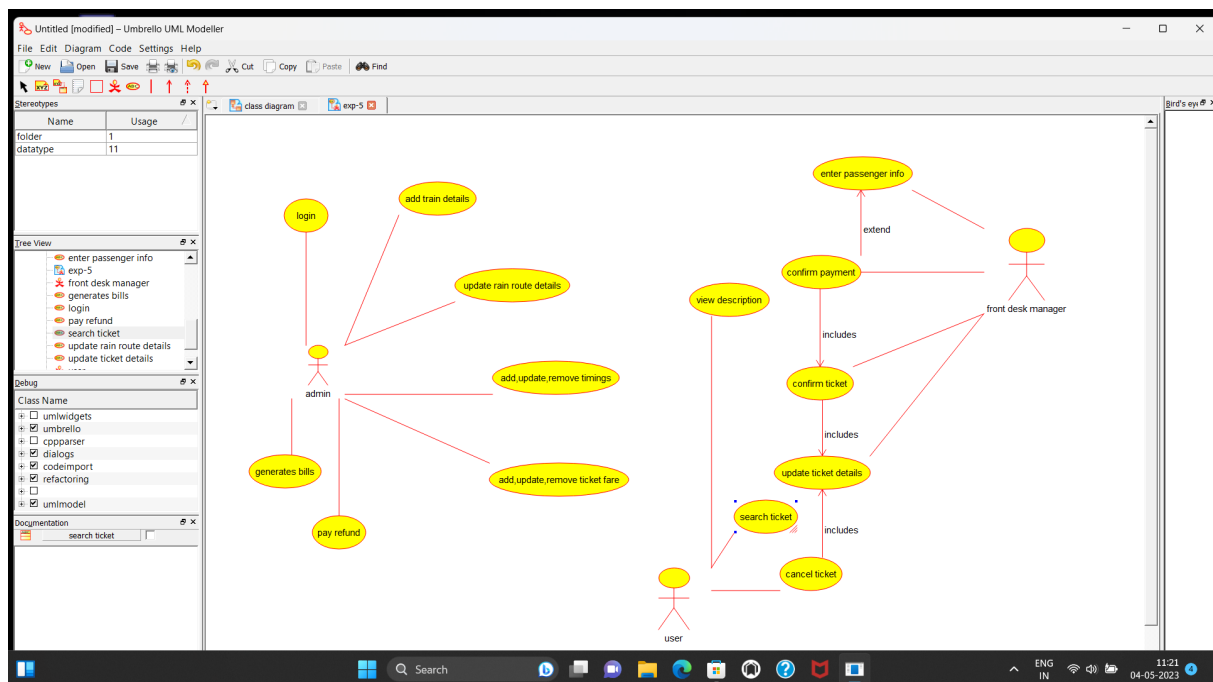 Untitled [modified] – Umbrello UML Modeller
File Edit Diagram Code Settings Help
New Open Save Cut Copy Paste Find
Stereotypes
Name Usage
folder 1
datatype 11
Tree View
enter passenger info
exp-5
front desk manager
generates bills
login
pay refund
search ticket
update rain route details
update ticket details
Debug
Class Name
umlwidgets
umbrello
cppparser
dialogs
codeimport
refactoring
umlmodel
Documentation
search ticket
class diagram exp-5
Bird's eye
login
add train details
update rain route details
admin
add,update,remove timings
generates bills
add,update,remove ticket fare
pay refund
enter passenger info
extend
confirm payment
front desk manager
view description
includes
confirm ticket
includes
update ticket details
search ticket
includes
cancel ticket
user
Search
ENG
IN
11:21
04-05-2023
4